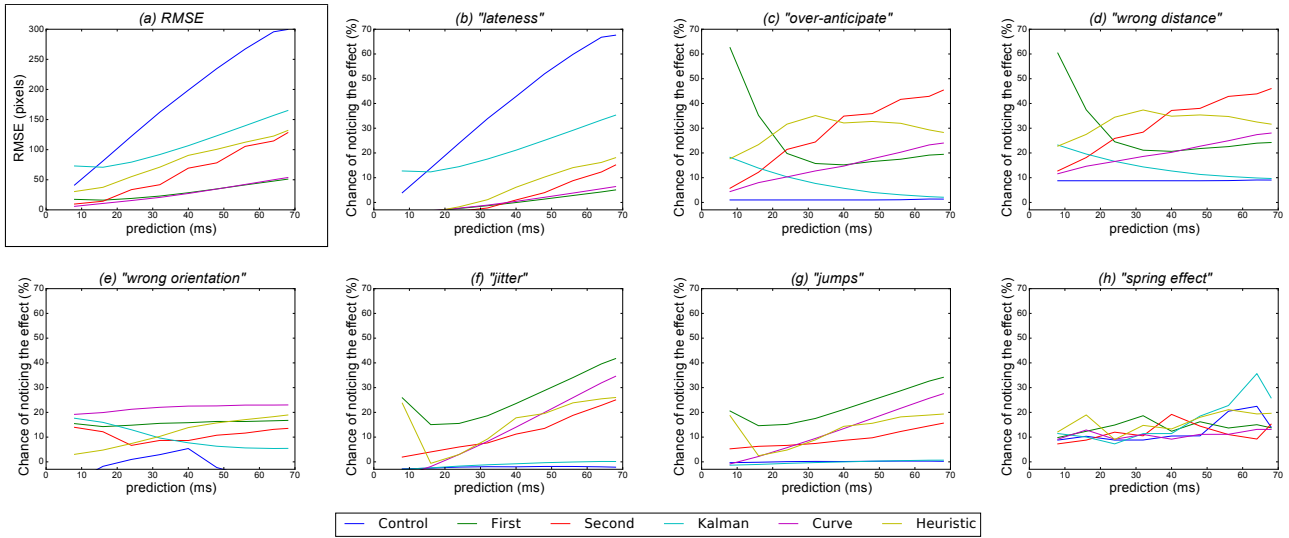 (a) RMSE
300
250
200
150
100
50
0
RMSE (pixels)
0 10 20 30 40 50 60 70
prediction (ms)
(b) "lateness"
70
60
50
40
30
20
10
0
Chance of noticing the effect (%)
0 10 20 30 40 50 60 70
prediction (ms)
(c) "over-anticipate"
70
60
50
40
30
20
10
0
Chance of noticing the effect (%)
0 10 20 30 40 50 60 70
prediction (ms)
(d) "wrong distance"
70
60
50
40
30
20
10
0
Chance of noticing the effect (%)
0 10 20 30 40 50 60 70
prediction (ms)
(e) "wrong orientation"
70
60
50
40
30
20
10
0
Chance of noticing the effect (%)
0 10 20 30 40 50 60 70
prediction (ms)
(f) "jitter"
70
60
50
40
30
20
10
0
Chance of noticing the effect (%)
0 10 20 30 40 50 60 70
prediction (ms)
(g) "jumps"
70
60
50
40
30
20
10
0
Chance of noticing the effect (%)
0 10 20 30 40 50 60 70
prediction (ms)
(h) "spring effect"
70
60
50
40
30
20
10
0
Chance of noticing the effect (%)
0 10 20 30 40 50 60 70
prediction (ms)
Control First Second Kalman Curve Heuristic